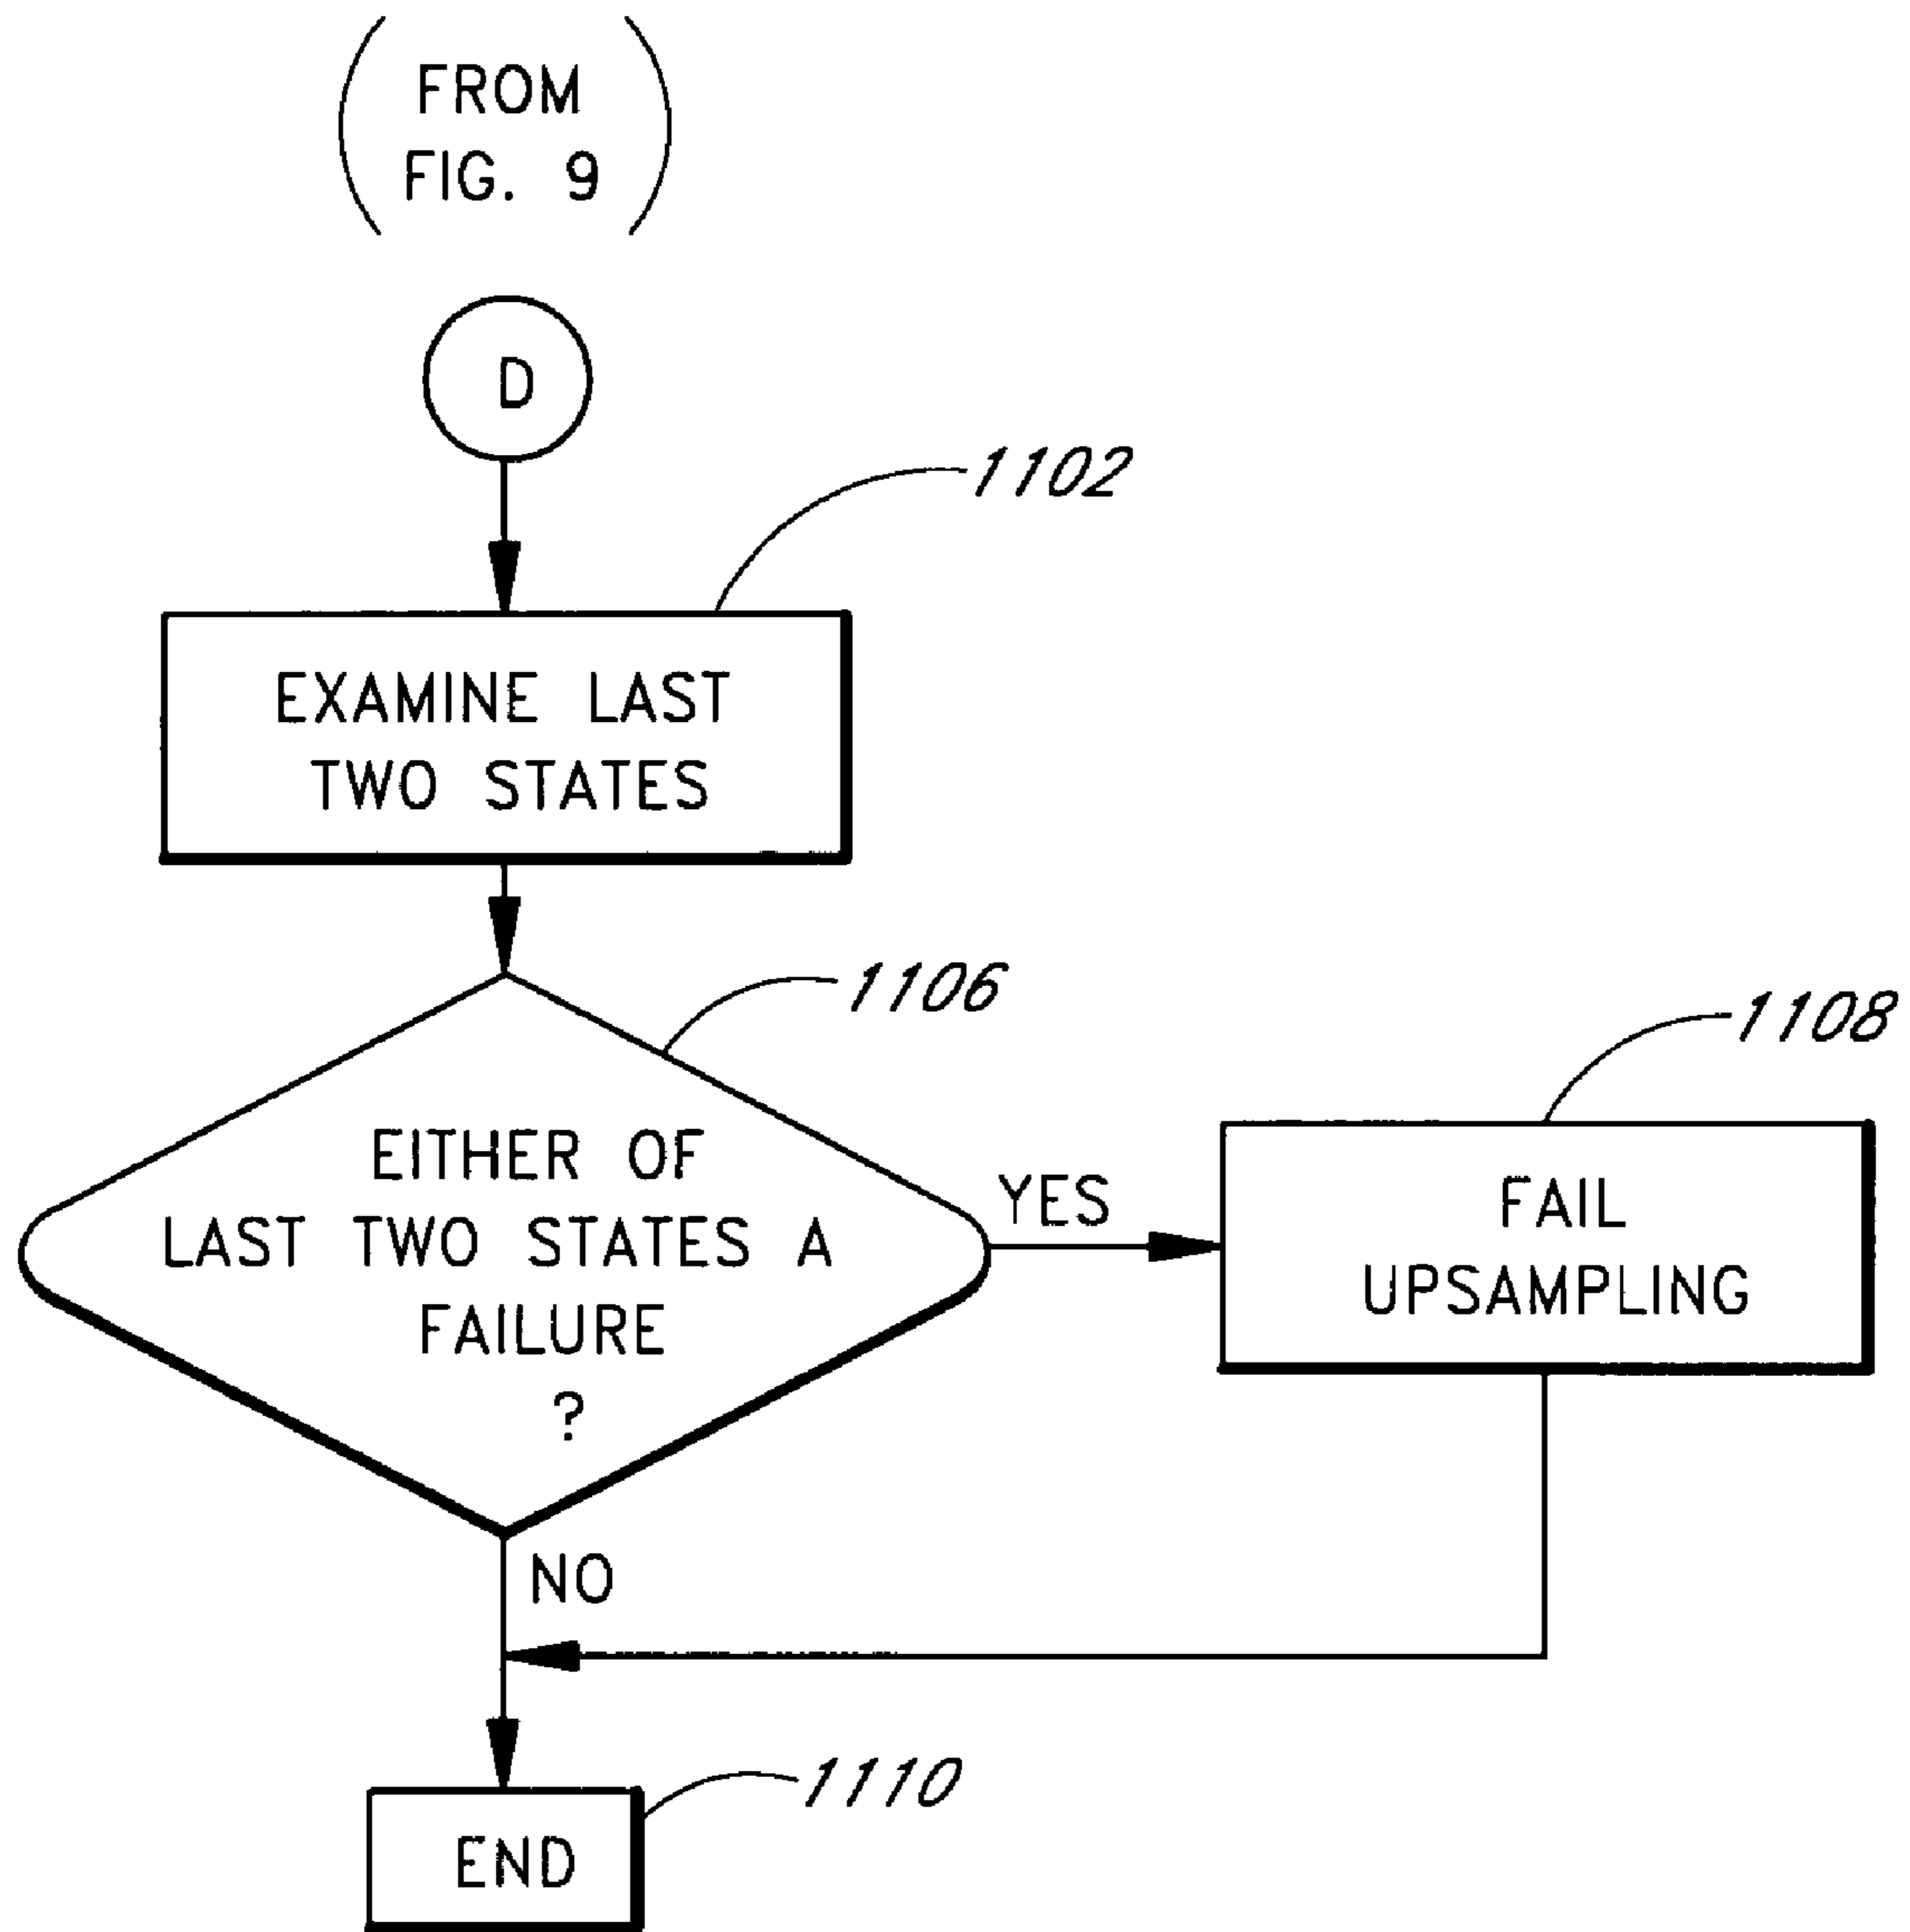 FROM
FIG. 9
D
1102
EXAMINE LAST
TWO STATES
1106
EITHER OF
LAST TWO STATES A
FAILURE
?
YES
1108
FAIL
UPSAMPLING
NO
1110
END